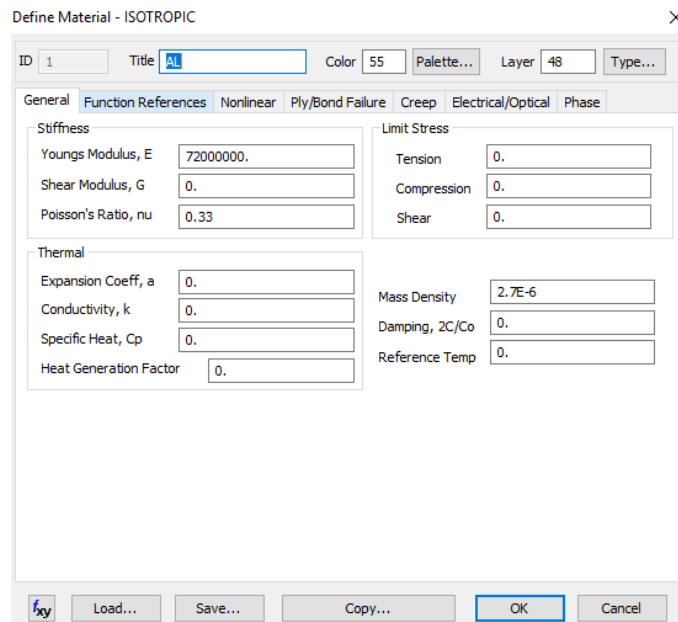 Define Material - ISOTROPIC
ID 1 Title AL Color 55 Palette... Layer 48 Type...
General Function References Nonlinear Ply/Bond Failure Creep Electrical/Optical Phase
Stiffness
Youngs Modulus, E 72000000.
Shear Modulus, G 0.
Poisson's Ratio, nu 0.33
Limit Stress
Tension 0.
Compression 0.
Shear 0.
Thermal
Expansion Coeff, a 0.
Conductivity, k 0.
Specific Heat, Cp 0.
Heat Generation Factor 0.
Mass Density 2.7E-6
Damping, 2C/Co 0.
Reference Temp 0.
fxy Load... Save... Copy... OK Cancel